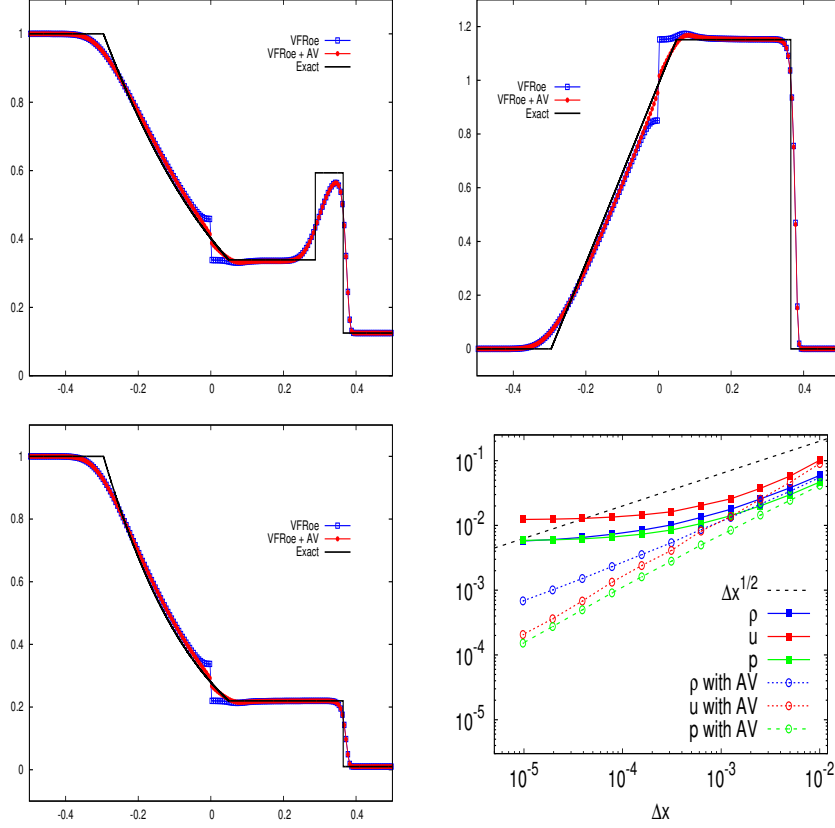 1
0.8
0.6
0.4
0.2
0
-0.4
-0.2
0
0.2
0.4
VFRoe
VFRoe + AV
Exact
1.2
1
0.8
0.6
0.4
0.2
0
-0.4
-0.2
0
0.2
0.4
VFRoe
VFRoe + AV
Exact
1
0.8
0.6
0.4
0.2
0
-0.4
-0.2
0
0.2
0.4
VFRoe
VFRoe + AV
Exact
10⁻¹
10⁻²
10⁻³
10⁻⁴
10⁻⁵
10⁻⁵
10⁻⁴
10⁻³
10⁻²
Δx
Δx¹/²
ρ
u
p
ρ with AV
u with AV
p with AV